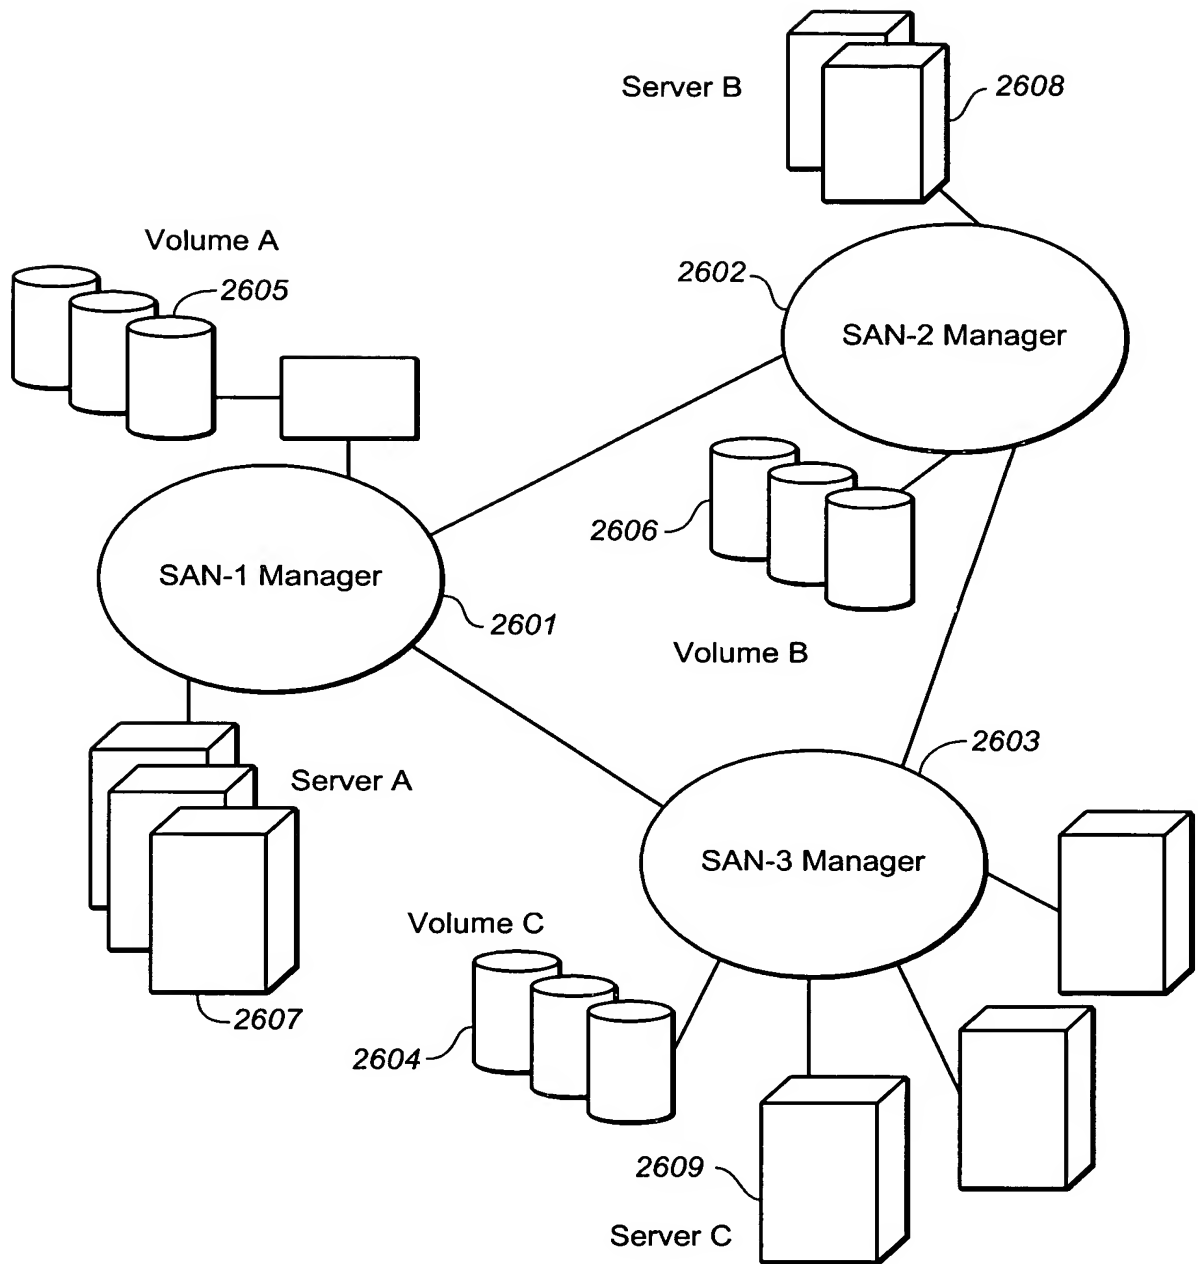 Server B
2608
Volume A
2605
2602
SAN-2 Manager
2606
SAN-1 Manager
2601
Volume B
2603
Server A
SAN-3 Manager
Volume C
2607
2604
2609
Server C